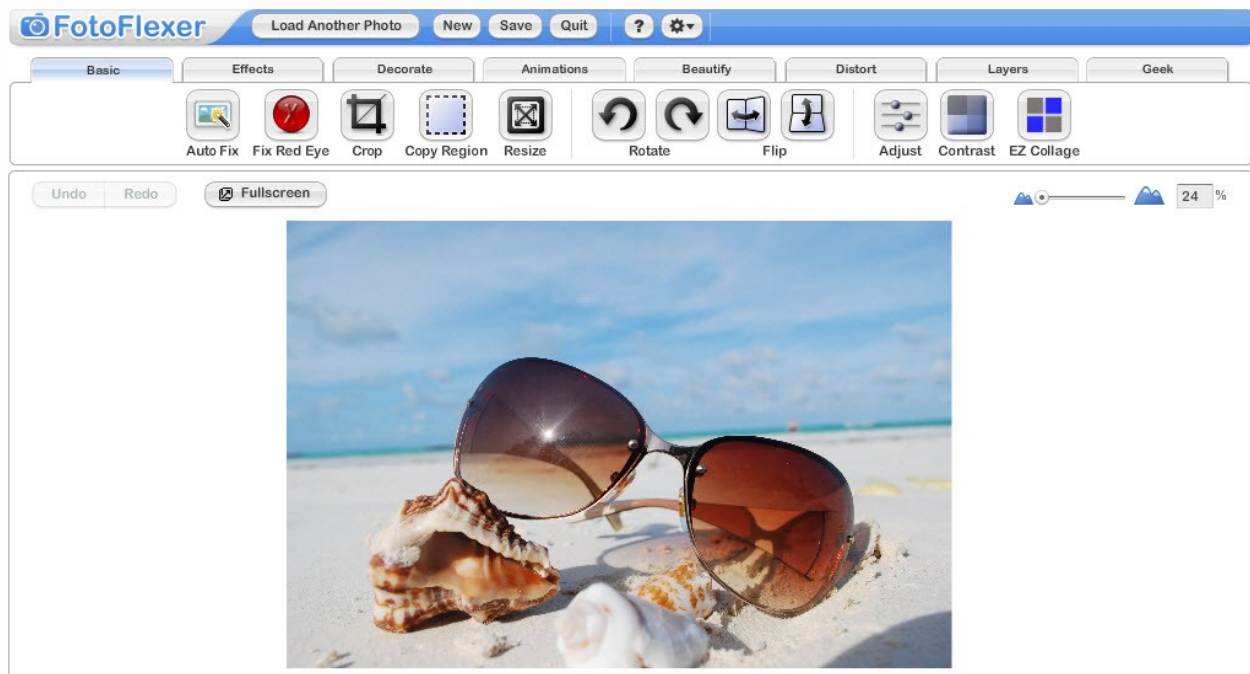 FotoFlexer Load Another Photo New Save Quit ?
Basic Effects Decorate Animations Beautify Distort Layers Geek
Auto Fix Fix Red Eye Crop Copy Region Resize Rotate Flip Adjust Contrast EZ Collage
Undo Redo Fullscreen 24 %